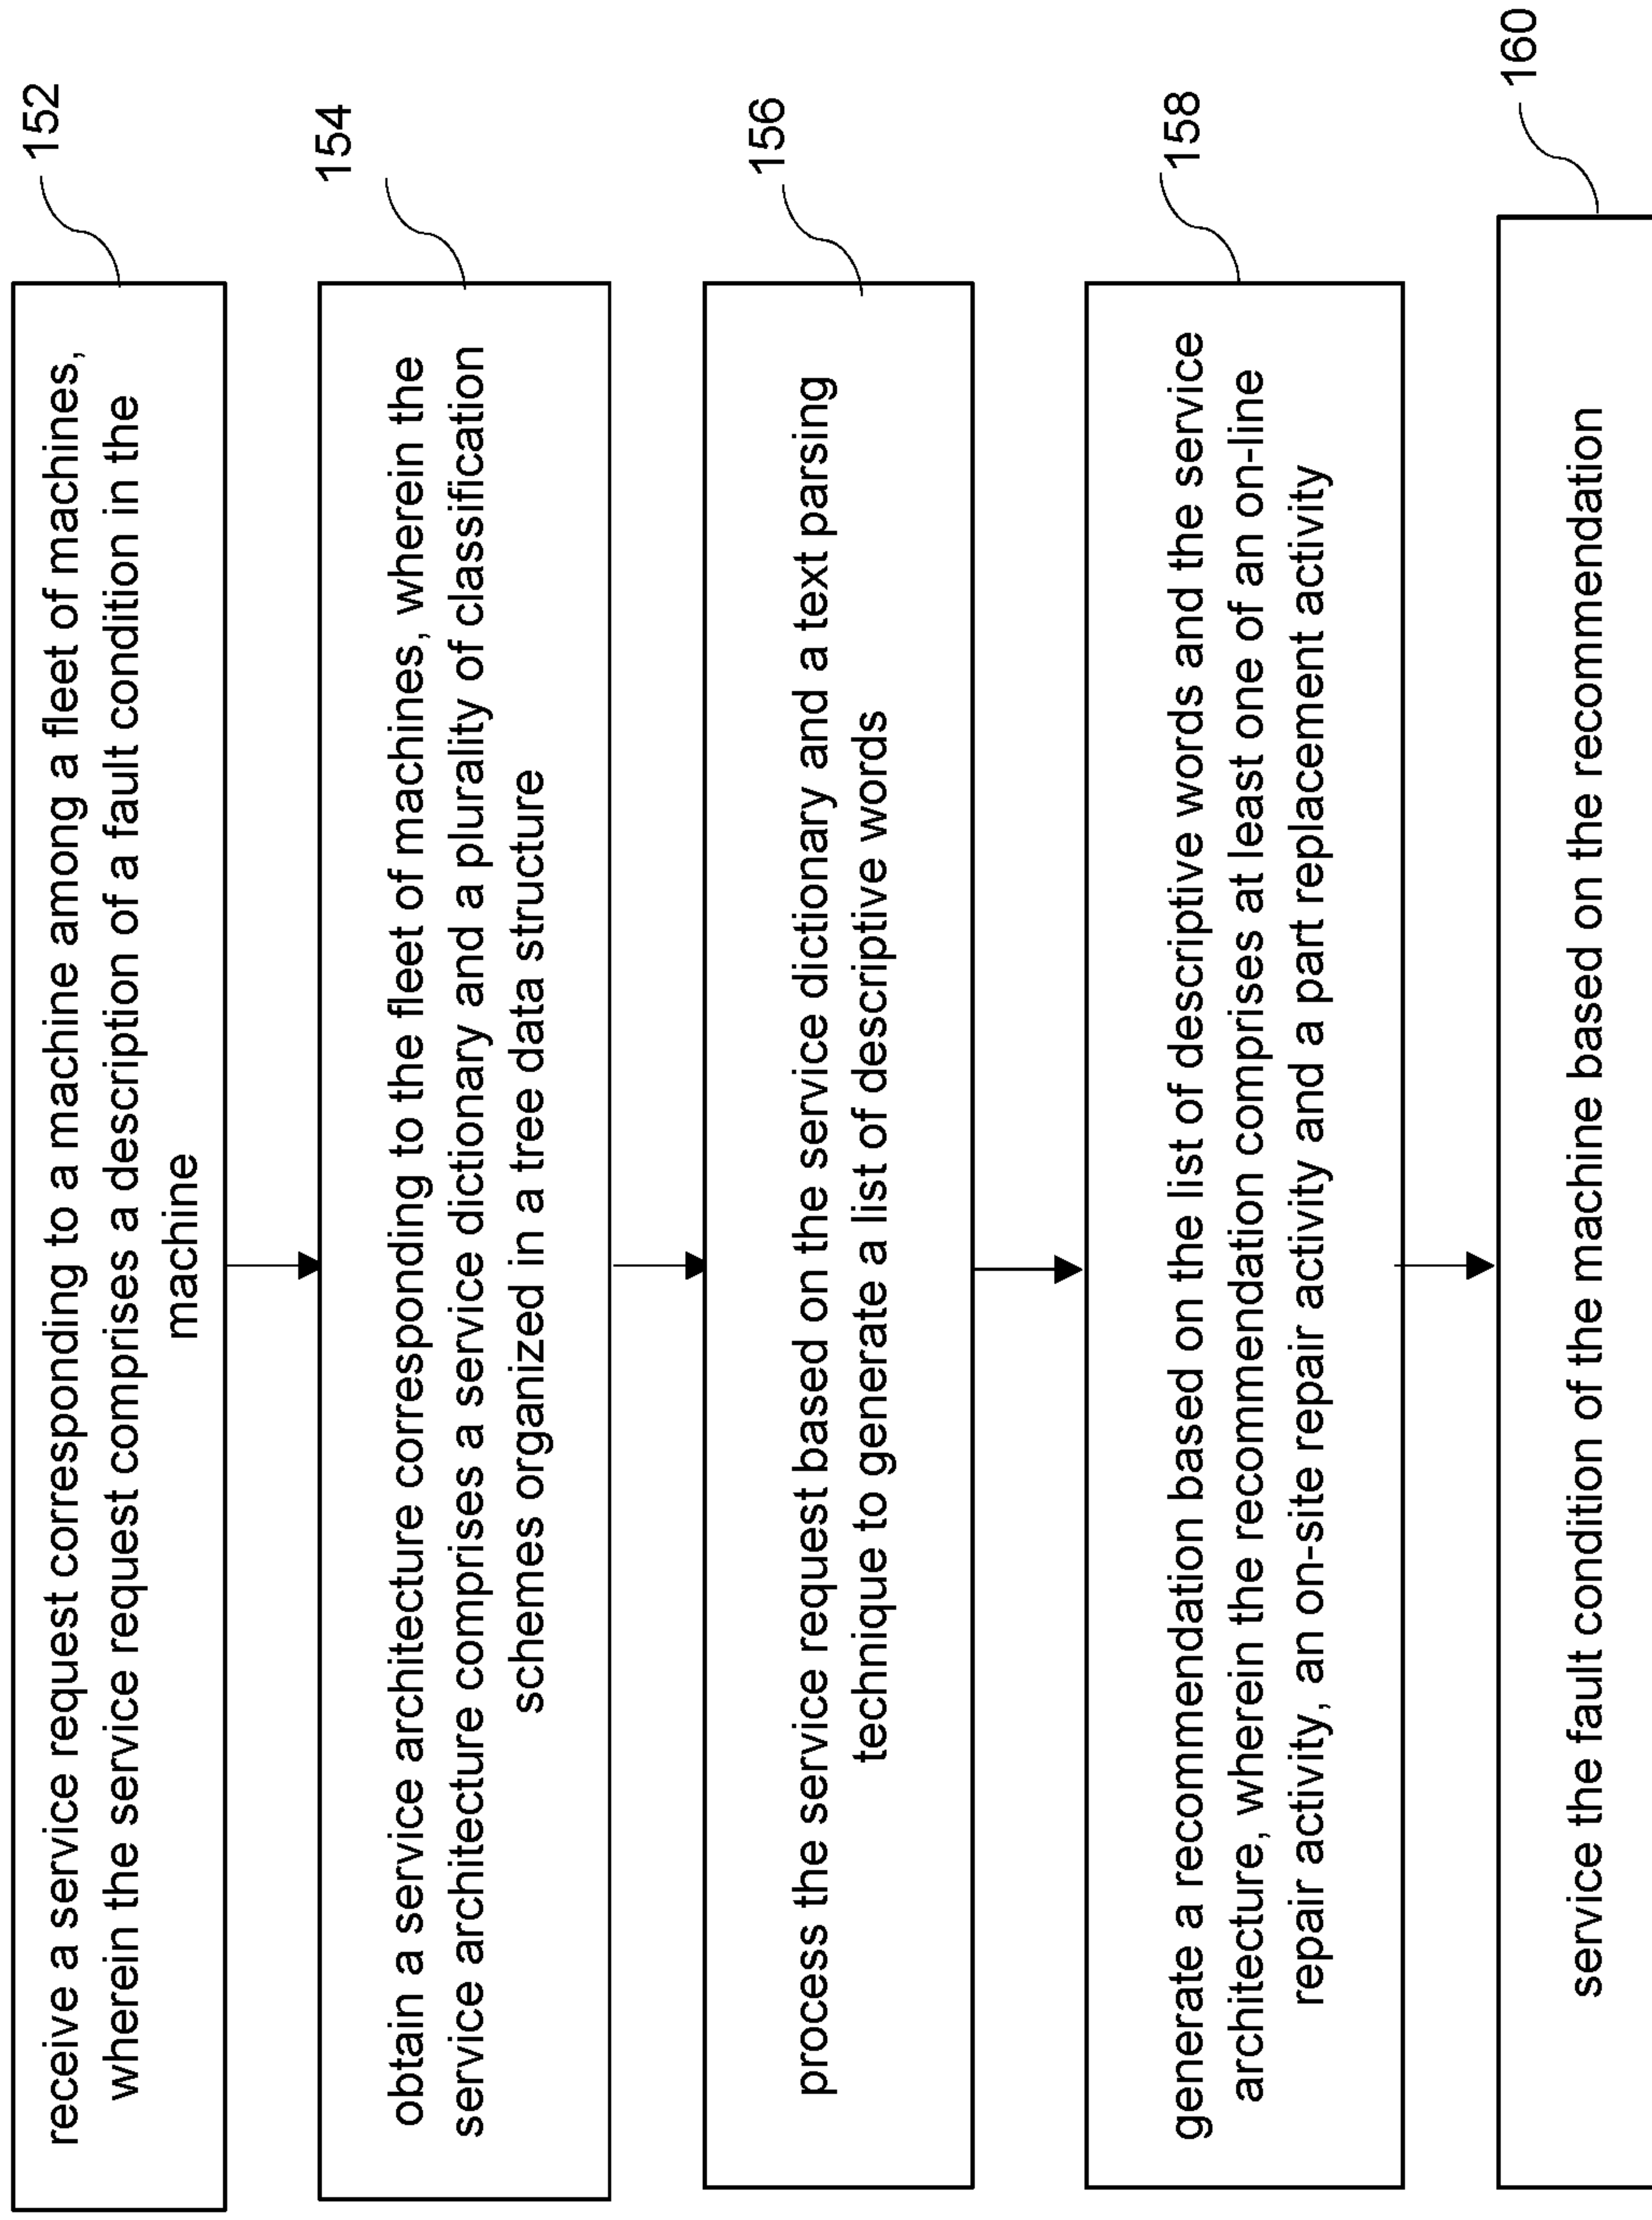 152
receive a service request corresponding to a machine among a fleet of machines,
wherein the service request comprises a description of a fault condition in the
machine
154
obtain a service architecture corresponding to the fleet of machines, wherein the
service architecture comprises a service dictionary and a plurality of classification
schemes organized in a tree data structure
156
process the service request based on the service dictionary and a text parsing
technique to generate a list of descriptive words
158
generate a recommendation based on the list of descriptive words and the service
architecture, wherein the recommendation comprises at least one of an on-line
repair activity, an on-site repair activity and a part replacement activity
160
service the fault condition of the machine based on the recommendation